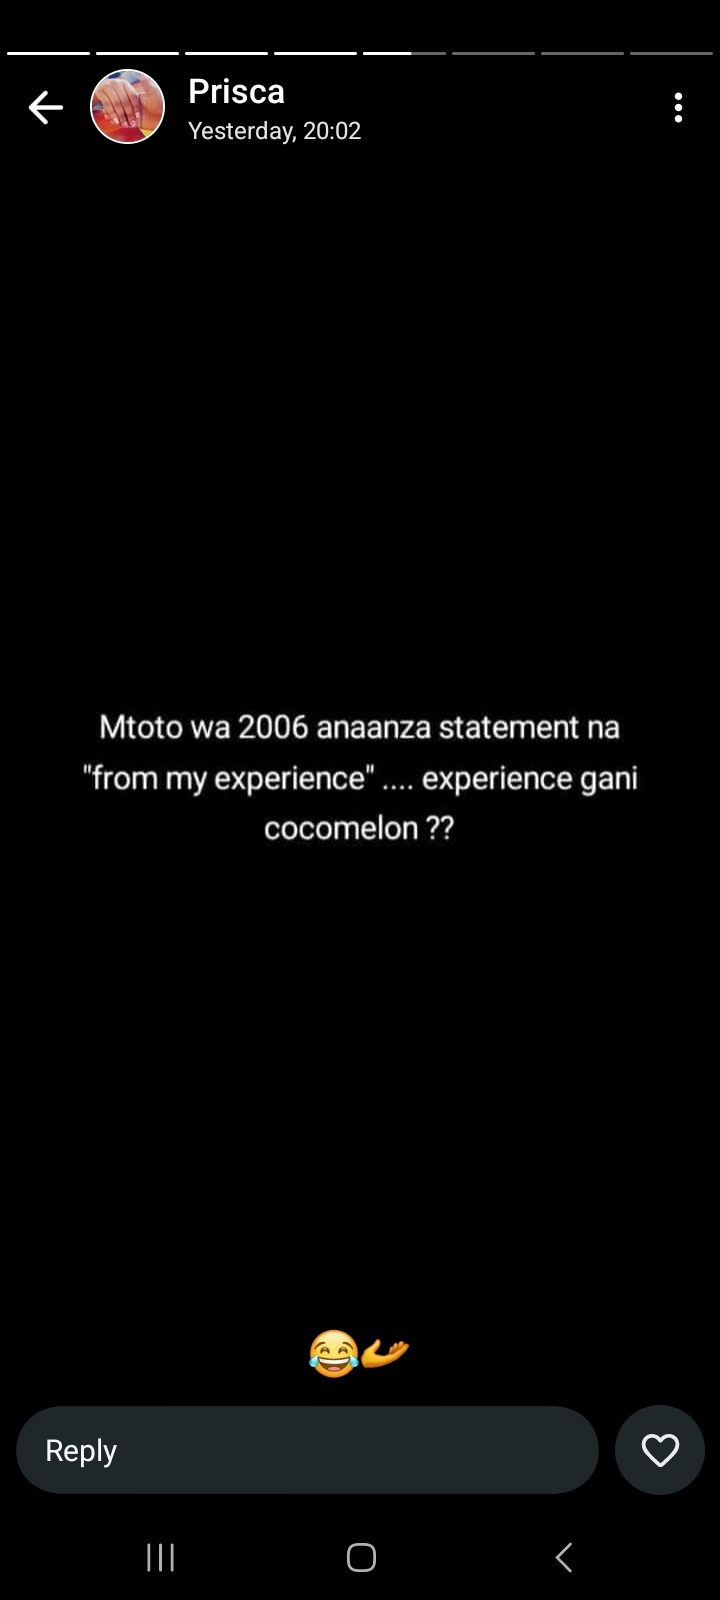 Prisca
Yesterday, 20:02
Mtoto wa 2006 anaanza statement na
"from my experience" .... experience gani
cocomelon ??
😂🫴
Reply